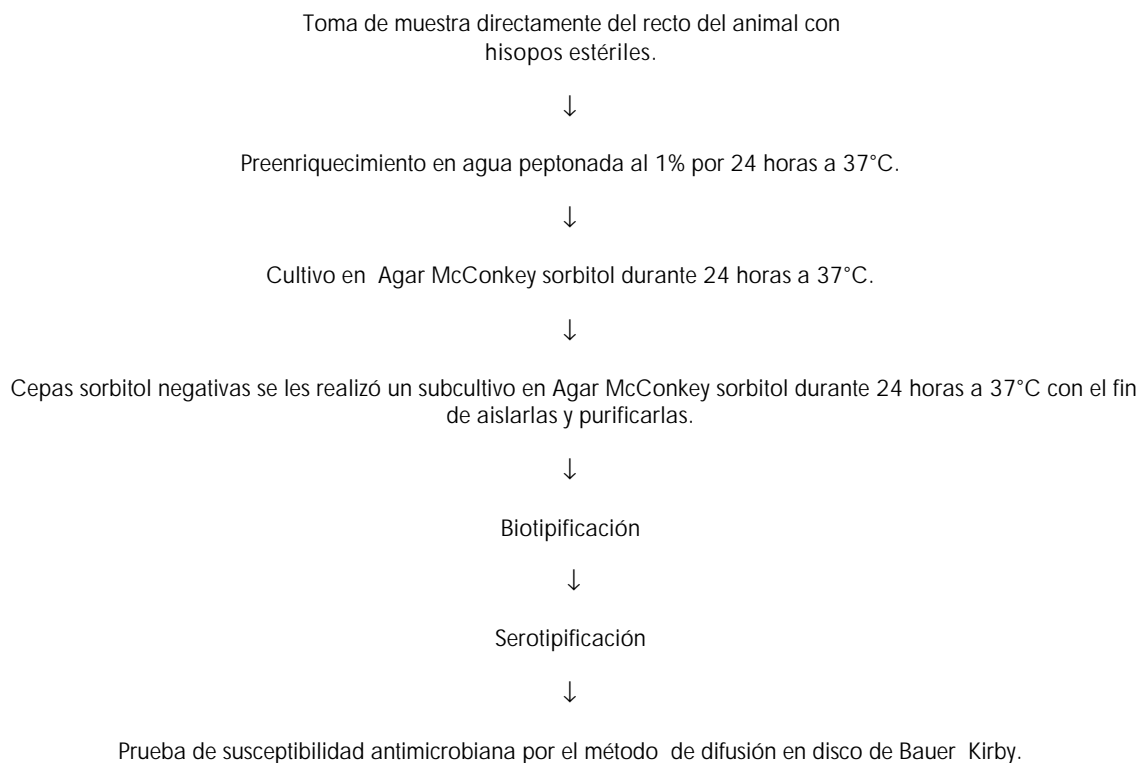 Toma de muestra directamente del recto del animal con
hisopos estériles.
↓
Preenriquecimiento en agua peptonada al 1% por 24 horas a 37°C.
↓
Cultivo en  Agar McConkey sorbitol durante 24 horas a 37°C.
↓
Cepas sorbitol negativas se les realizó un subcultivo en Agar McConkey sorbitol durante 24 horas a 37°C con el fin
de aislarlas y purificarlas.
↓
Biotipificación
↓
Serotipificación
↓
Prueba de susceptibilidad antimicrobiana por el método  de difusión en disco de Bauer  Kirby.